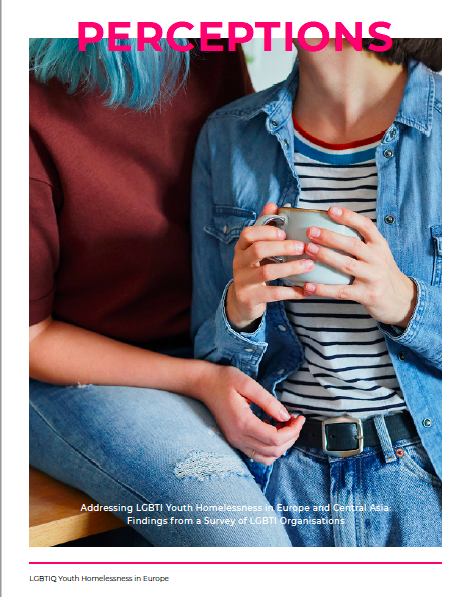 PERCEPTIONS
Addressing LGBTI Youth Homelessness in Europe and Central Asia:
Findings from a Survey of LGBTI Organisations
LGBTIQ Youth Homelessness in Europe